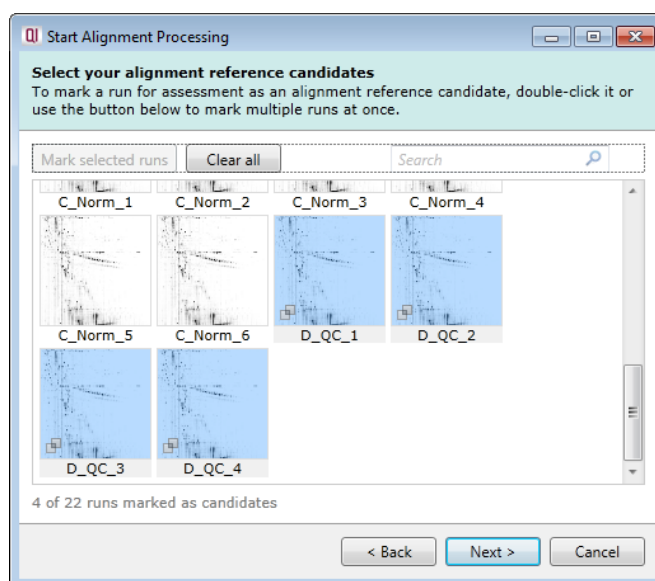 QI Start Alignment Processing
Select your alignment reference candidates
To mark a run for assessment as an alignment reference candidate, double-click it or
use the button below to mark multiple runs at once.
Mark selected runs Clear all Search
C_Norm_1 C_Norm_2 C_Norm_3 C_Norm_4
C_Norm_5 C_Norm_6 D_QC_1 D_QC_2
D_QC_3 D_QC_4
4 of 22 runs marked as candidates
< Back Next > Cancel